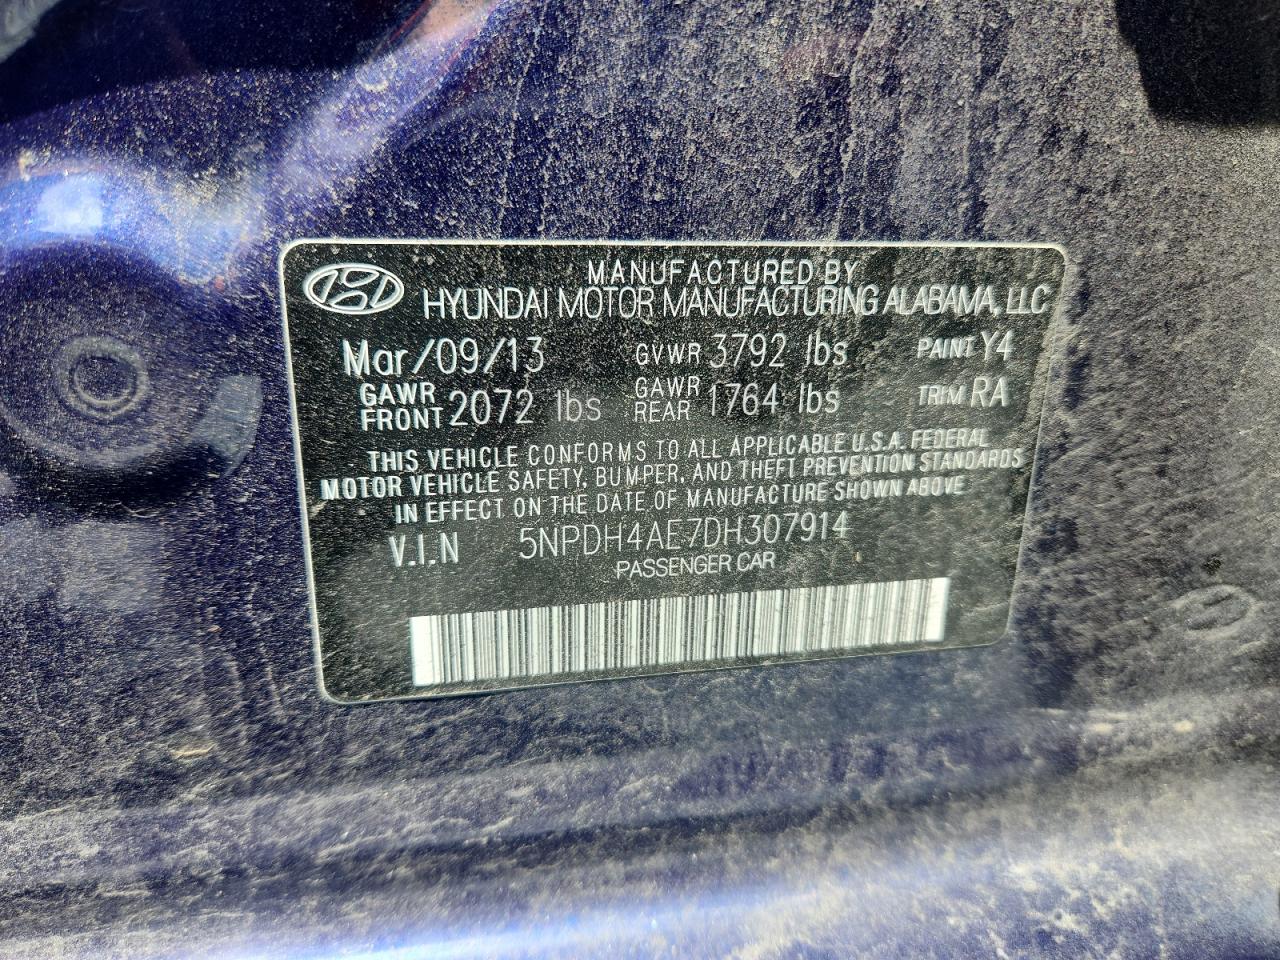 MANUFACTURED BY
HYUNDAI MOTOR MANUFACTURING ALABAMA, LLC
Mar/09/13 GVWR 3792 lbs PAINT Y4
GAWR FRONT 2072 lbs GAWR REAR 1764 lbs TRIM RA
THIS VEHICLE CONFORMS TO ALL APPLICABLE U.S.A. FEDERAL
MOTOR VEHICLE SAFETY, BUMPER, AND THEFT PREVENTION STANDARDS
IN EFFECT ON THE DATE OF MANUFACTURE SHOWN ABOVE
V.I.N 5NPDH4AE7DH307914
PASSENGER CAR